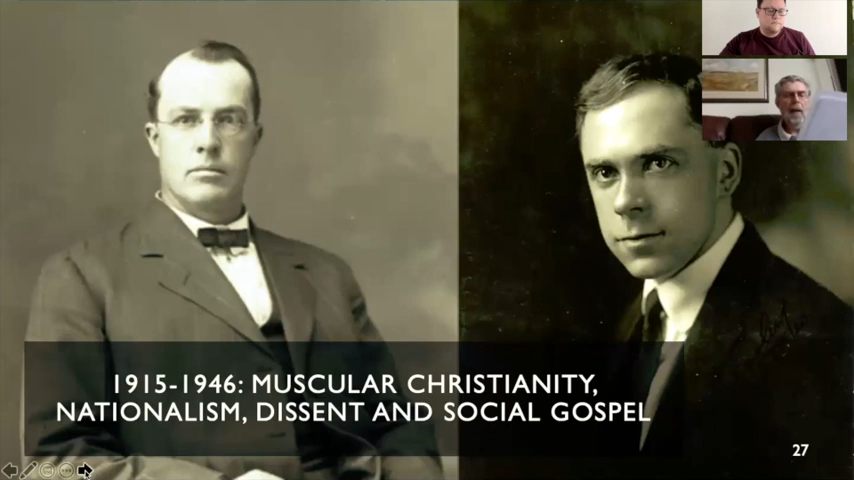 1915-1946: MUSCULAR CHRISTIANITY,
NATIONALISM, DISSENT AND SOCIAL GOSPEL
27